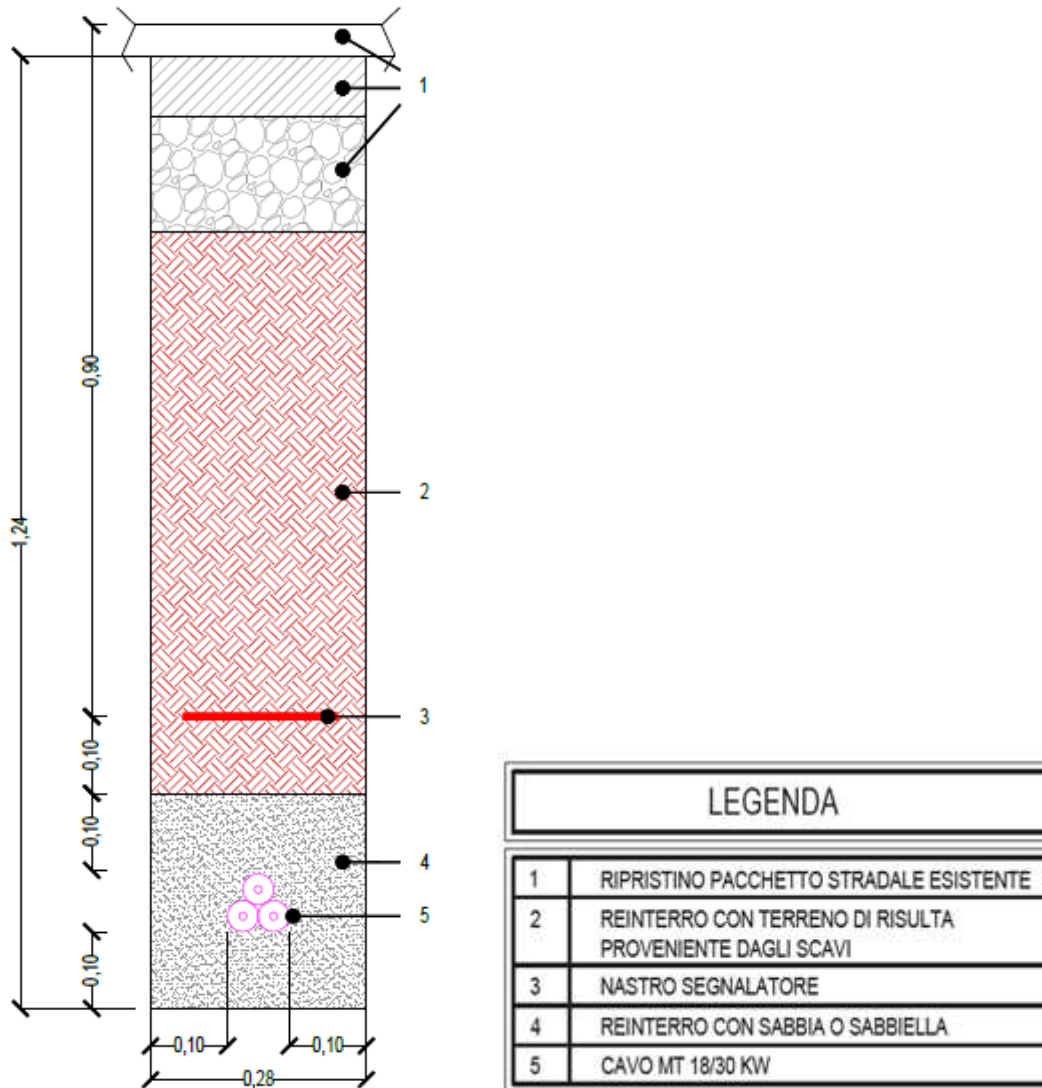 1
0,90
1,24
2
3
0,10
0,10
4
5
0,10
0,10
0,10
0,28
LEGENDA
1 RIPRISTINO PACCHETTO STRADALE ESISTENTE
2 REINTERRO CON TERRENO DI RISULTA
PROVENIENTE DAGLI SCAVI
3 NASTRO SEGNALATORE
4 REINTERRO CON SABBIA O SABBIELLA
5 CAVO MT 18/30 KW